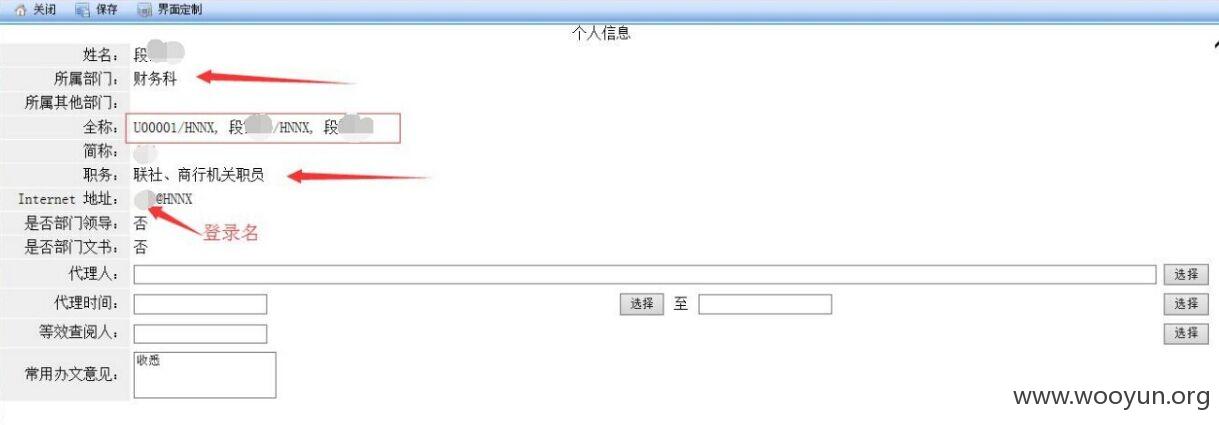 关闭 保存 界面定制
个人信息
姓名: 段
所属部门: 财务科
所属其他部门:
全称: U00001/HNNX, 段 /HNNX, 段
简称:
职务: 联社、商行机关职员
Internet 地址: @HNNX
是否部门领导: 否
登录名
是否部门文书: 否
代理人: 选择
代理时间: 选择 至 选择
等效查阅人: 选择
常用办文意见: 收悉
www.wooyun.org